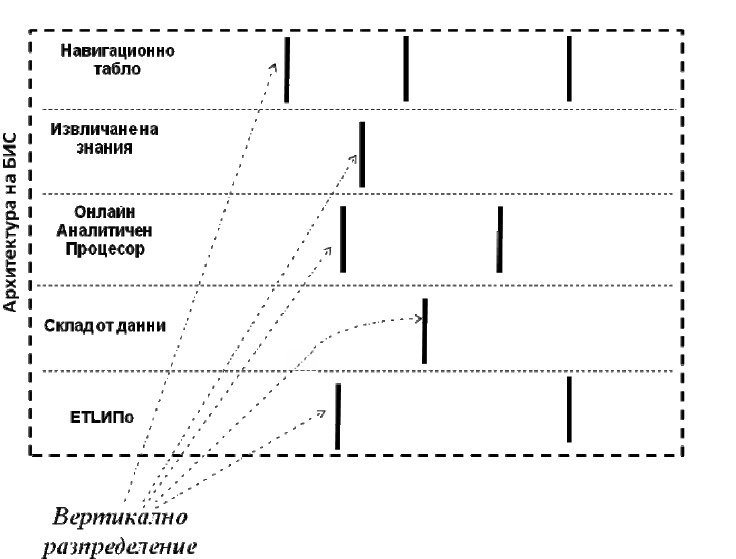 Архитектура на БИС
Навигационно
табло
Извличане на
знания
Онлайн
Аналитичен
Процесор
Склад от данни
ETLИПо
Вертикално
разпределение